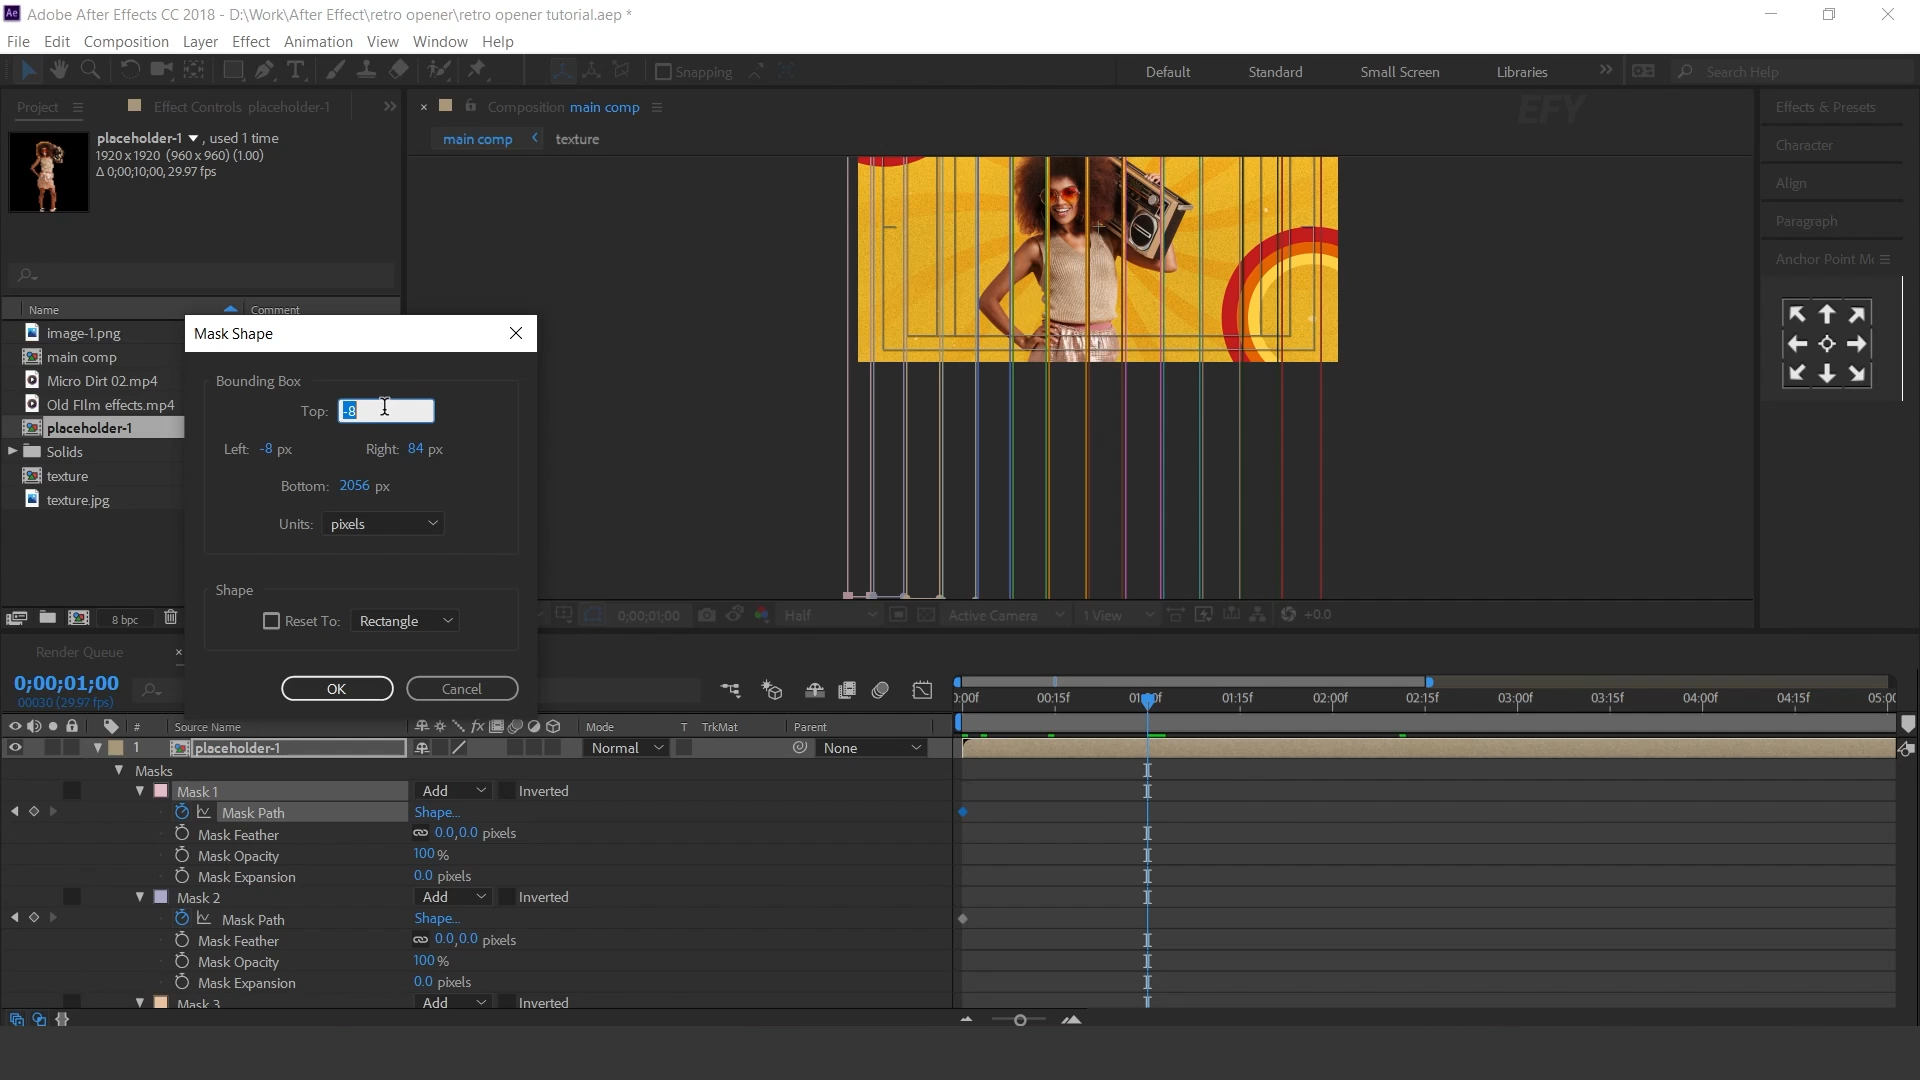 Adobe After Effects CC 2018 - D:\Work\After Effect\retro opener\retro opener tutorial.aep *
File Edit Composition Layer Effect Animation View Window Help
Snapping
Default Standard Small Screen Libraries
Search Help
Project
Effect Controls placeholder-1
Composition main comp
EFY
Effects & Presets
placeholder-1 , used 1 time
1920 x 1920 (960 x 960) (1.00)
Δ 0;00;10;00, 29.97 fps
main comp texture
Character
Align
Paragraph
Name Comment
image-1.png
main comp
Micro Dirt 02.mp4
Old FIlm effects.mp4
placeholder-1
Solids
texture
texture.jpg
8 bpc
Mask Shape
Bounding Box
Top: -8
Left: -8 px Right: 84 px
Bottom: 2056 px
Units: pixels
Shape
Reset To: Rectangle
OK Cancel
0;00;01;00 Half Active Camera 1 View +0.0
Render Queue
0;00;01;00
00030 (29.97 fps)
00:15f 01:00f 01:15f 02:00f 02:15f 03:00f 03:15f 04:00f 04:15f
# Source Name Mode T TrkMat Parent
1 placeholder-1 Normal None
Masks
Mask 1 Add Inverted
Mask Path Shape...
Mask Feather 0.0,0.0 pixels
Mask Opacity 100 %
Mask Expansion 0.0 pixels
Mask 2 Add Inverted
Mask Path Shape...
Mask Feather 0.0,0.0 pixels
Mask Opacity 100 %
Mask Expansion 0.0 pixels
Mask 3 Add Inverted